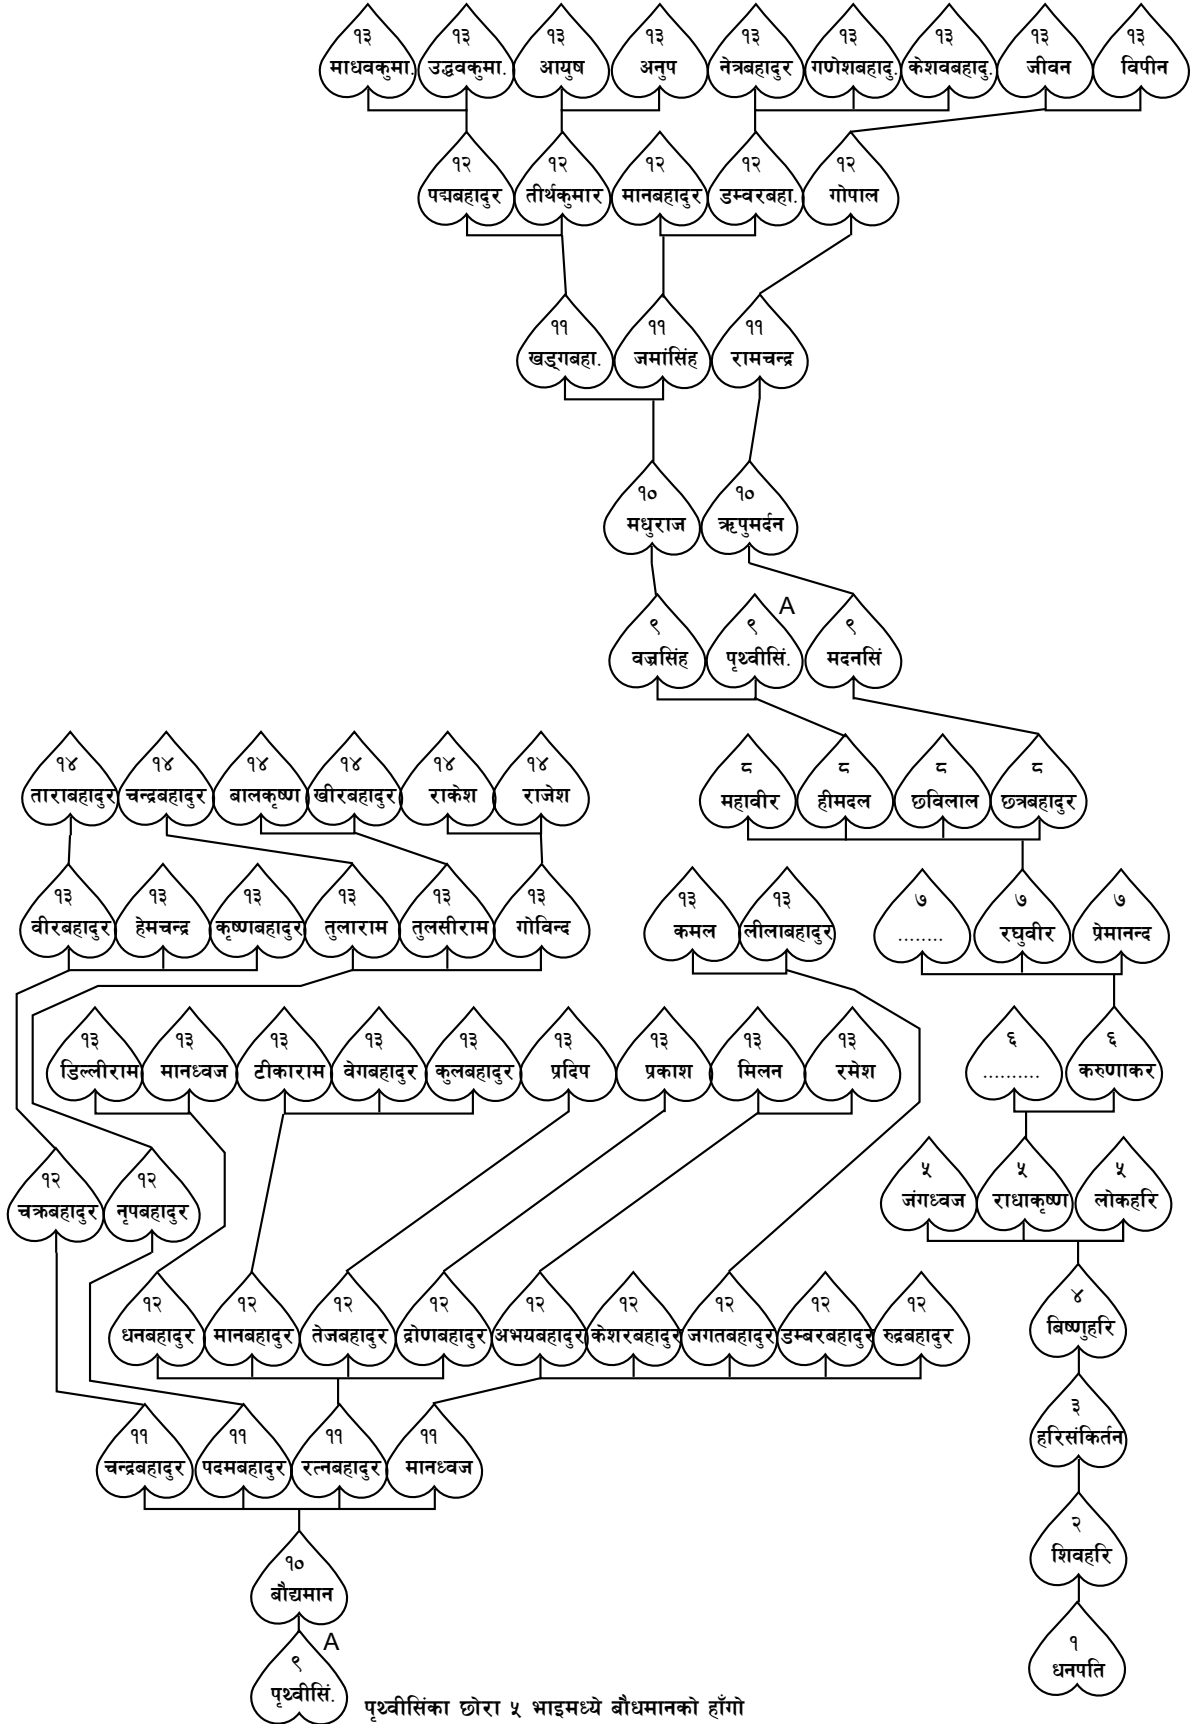 १३ १३ १३ १३ १३ १३ १३ १३ १३
माधवकुमा. उद्धवकुमा. आयुष अनुप नेत्रबहादुर गणेशबहादु. केशवबहादु. जीवन विपीन
१२ १२ १२ १२ १२
पद्मबहादुर तीर्थकुमार मानबहादुर डम्वरबहा. गोपाल
११ ११ ११
खड्गबहा. जमांसिंह रामचन्द्र
१० १०
मधुराज ऋपुमर्दन
A
९ ९ ९
वज्रसिंह पृथ्वीसिं. मदनसिं
१४ १४ १४ १४ १४ १४ ८ ८ ८ ८
ताराबहादुर चन्द्रबहादुर बालकृष्ण खीरबहादुर राकेश राजेश महावीर हीमदल छविलाल छत्रबहादुर
१३ १३ १३ १३ १३ १३ १३ १३ ७ ७ ७
वीरबहादुर हेमचन्द्र कृष्णबहादुर तुलाराम तुलसीराम गोविन्द कमल लीलाबहादुर ........ रघुवीर प्रेमानन्द
१३ १३ १३ १३ १३ १३ १३ १३ १३ ६ ६
डिल्लीराम मानध्वज टीकाराम वेगबहादुर कुलबहादुर प्रदिप प्रकाश मिलन रमेश .......... करुणाकर
१२ १२ ५ ५ ५
चक्रबहादुर नृपबहादुर जंगध्वज राधाकृष्ण लोकहरि
१२ १२ १२ १२ १२ १२ १२ १२ १२ ४
धनबहादुर मानबहादुर तेजबहादुर द्रोणबहादुर अभयबहादुर केशरबहादुर जगतबहादुर डम्बरबहादुर रुद्रबहादुर बिष्णुहरि
११ ११ ११ ११ ३
चन्द्रबहादुर पदमबहादुर रत्नबहादुर मानध्वज हरिसंकिर्तन
१० २
बौद्यमान शिवहरि
A
९ १
पृथ्वीसिं. धनपति
पृथ्वीसिंका छोरा ५ भाइमध्ये बौधमानको हाँगो